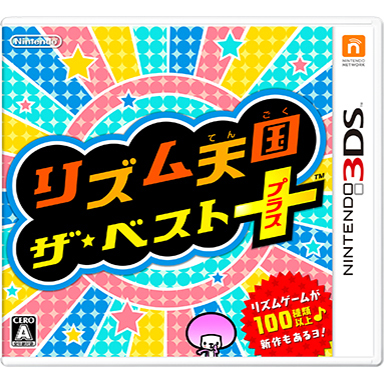 Nintendo
NINTENDO
NETWORK
リズム天国
てんごく
ザ★ベスト+
プラス
TM
NINTENDO 3DS
TM
リズムゲームが
100種類
以上♪
新作もあるヨ!
CERO
A